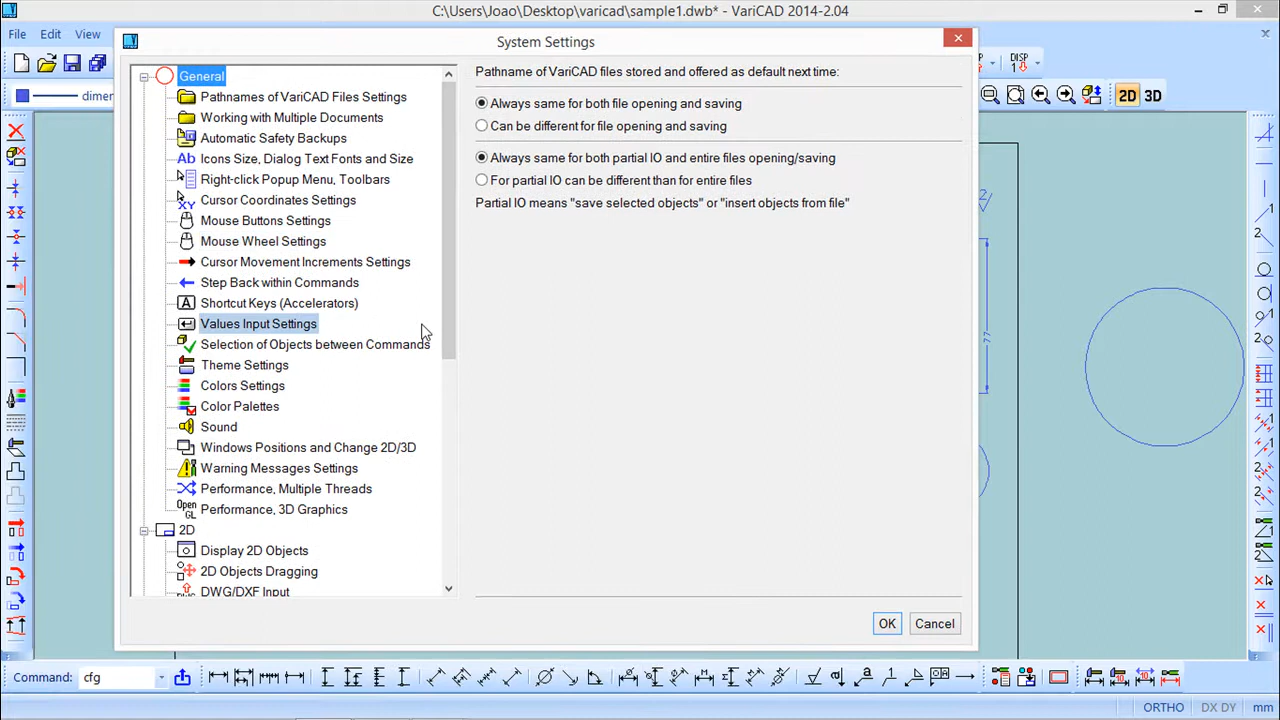 C:\Users\Joao\Desktop\varicad\sample1.dwb* - VariCAD 2014-2.04
File Edit View
System Settings
DISP
1
dimen
2D 3D
General
Pathnames of VariCAD Files Settings
Working with Multiple Documents
Automatic Safety Backups
Ab Icons Size, Dialog Text Fonts and Size
Right-click Popup Menu, Toolbars
XY Cursor Coordinates Settings
Mouse Buttons Settings
Mouse Wheel Settings
Cursor Movement Increments Settings
Step Back within Commands
A Shortcut Keys (Accelerators)
Values Input Settings
Selection of Objects between Commands
Theme Settings
Colors Settings
Color Palettes
Sound
Windows Positions and Change 2D/3D
Warning Messages Settings
Performance, Multiple Threads
Open GL Performance, 3D Graphics
2D
Display 2D Objects
2D Objects Dragging
DWG/DXF Input
Pathname of VariCAD files stored and offered as default next time:
Always same for both file opening and saving
Can be different for file opening and saving
Always same for both partial IO and entire files opening/saving
For partial IO can be different than for entire files
Partial IO means "save selected objects" or "insert objects from file"
77
OK Cancel
Command: cfg
ORTHO DX DY mm